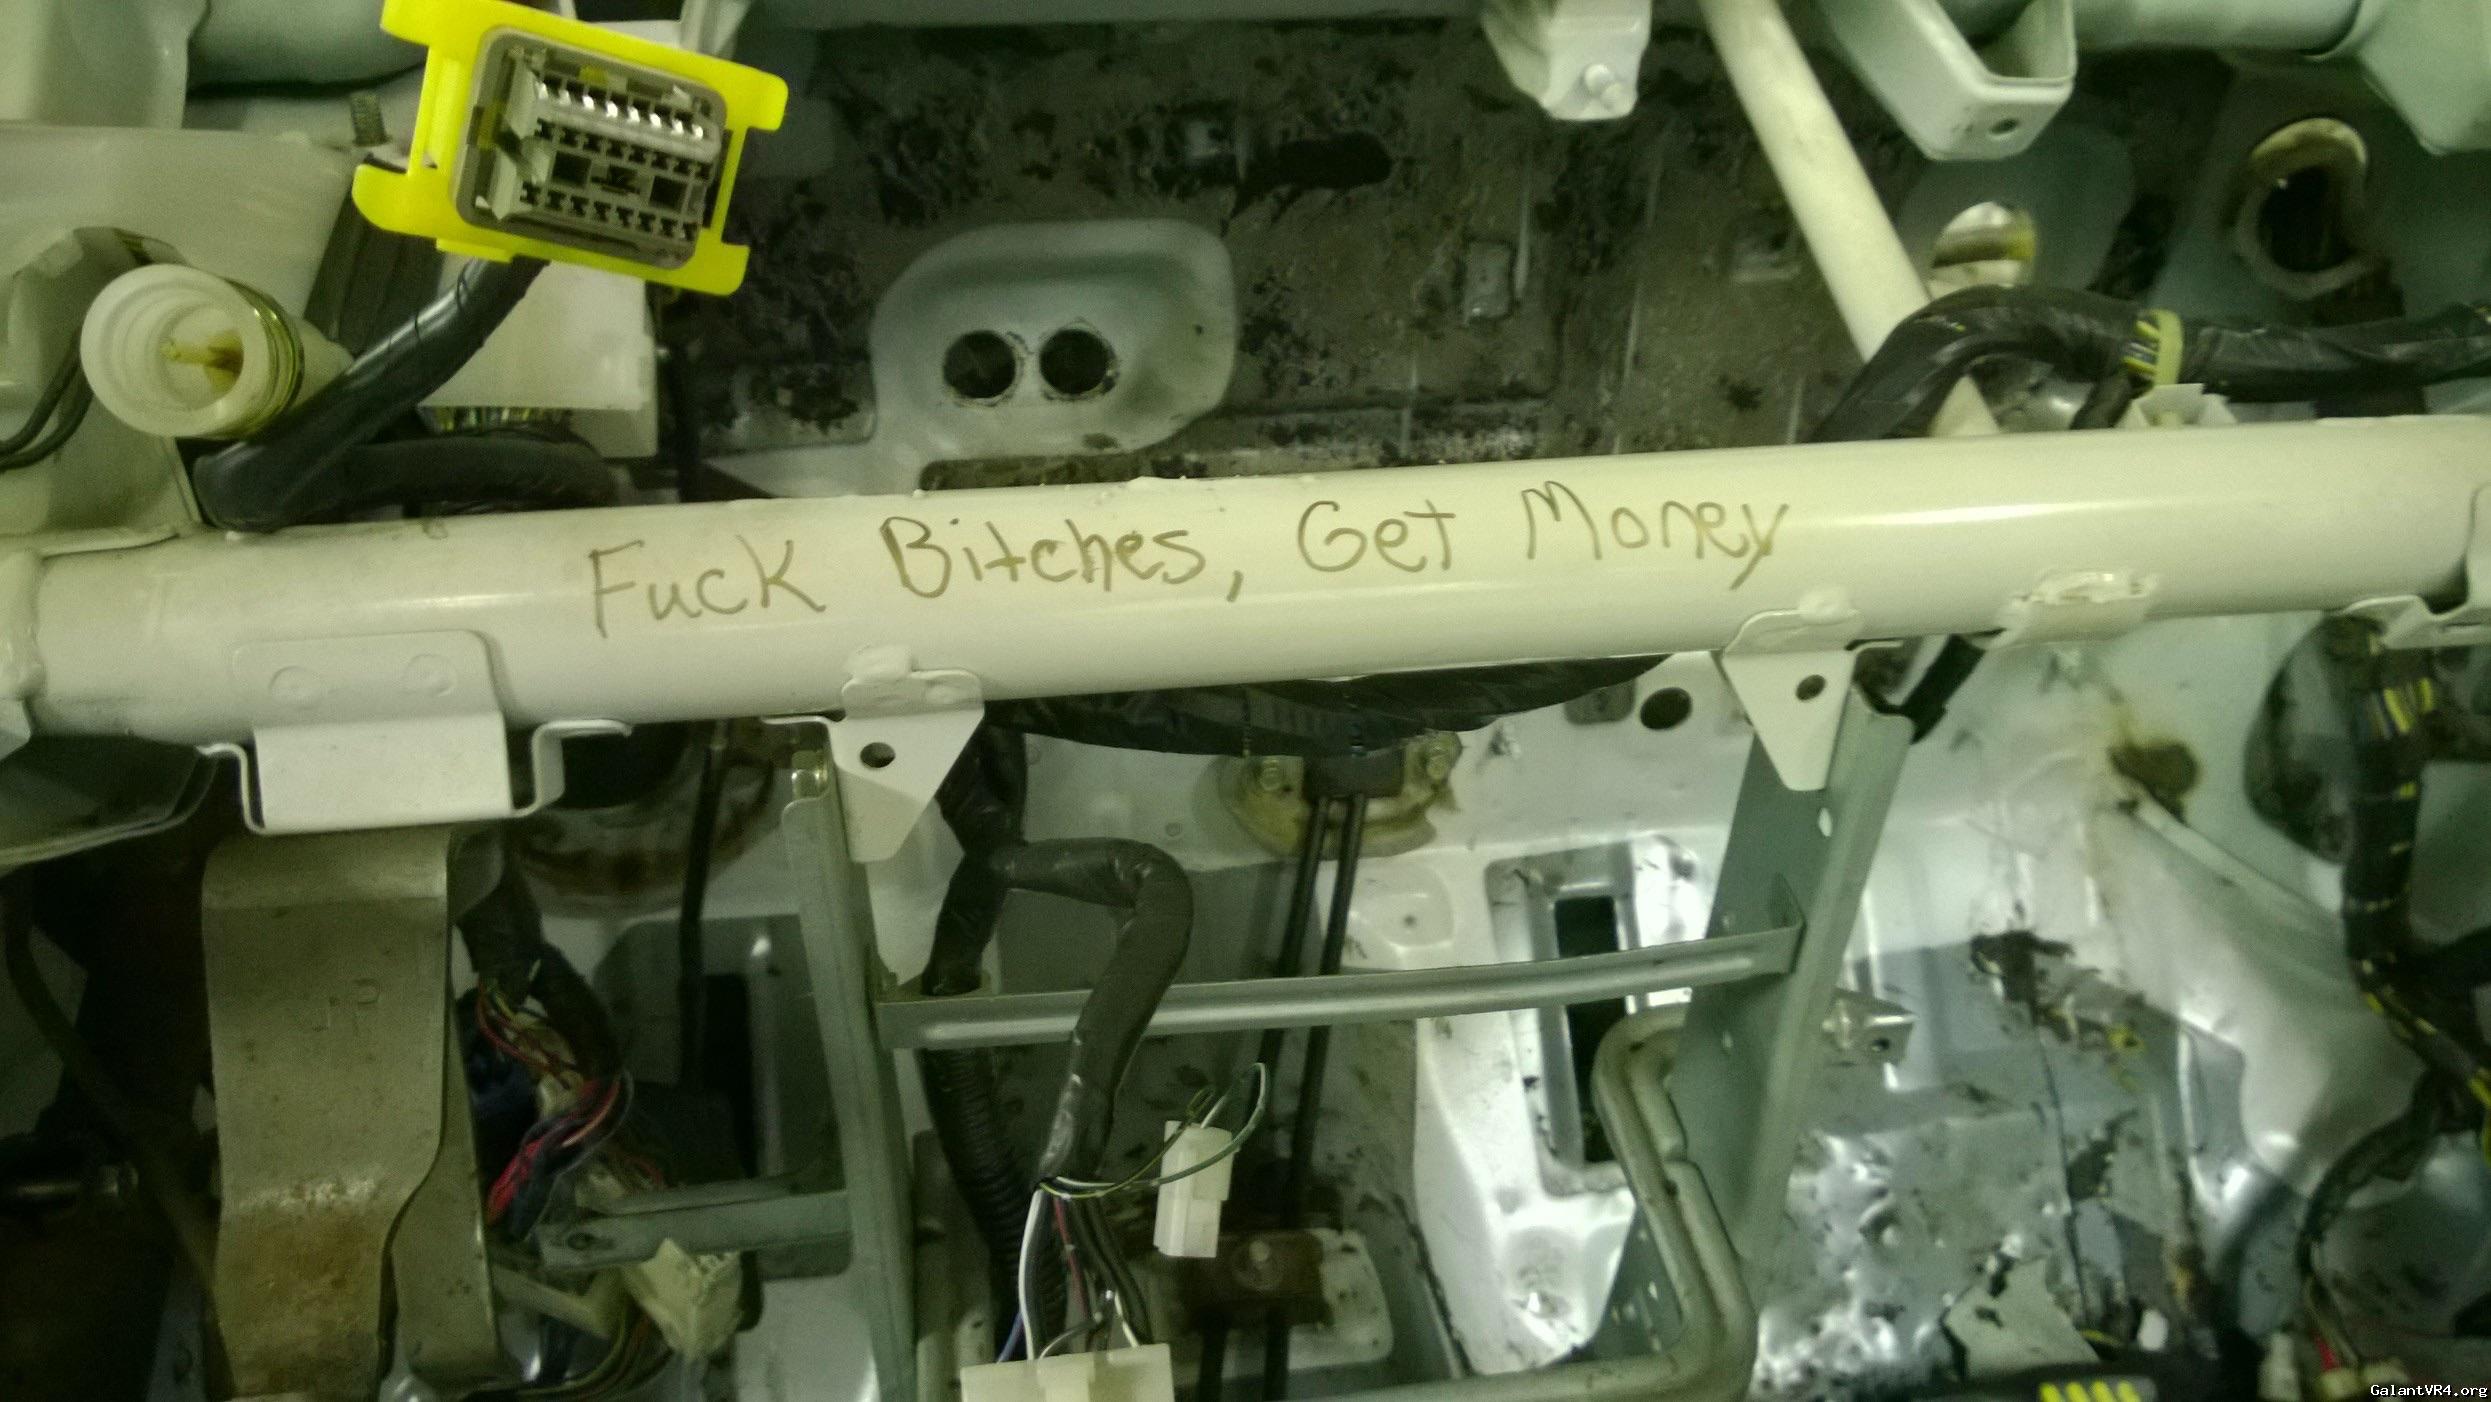 Fuck Bitches, Get Money
GalantVR4.org